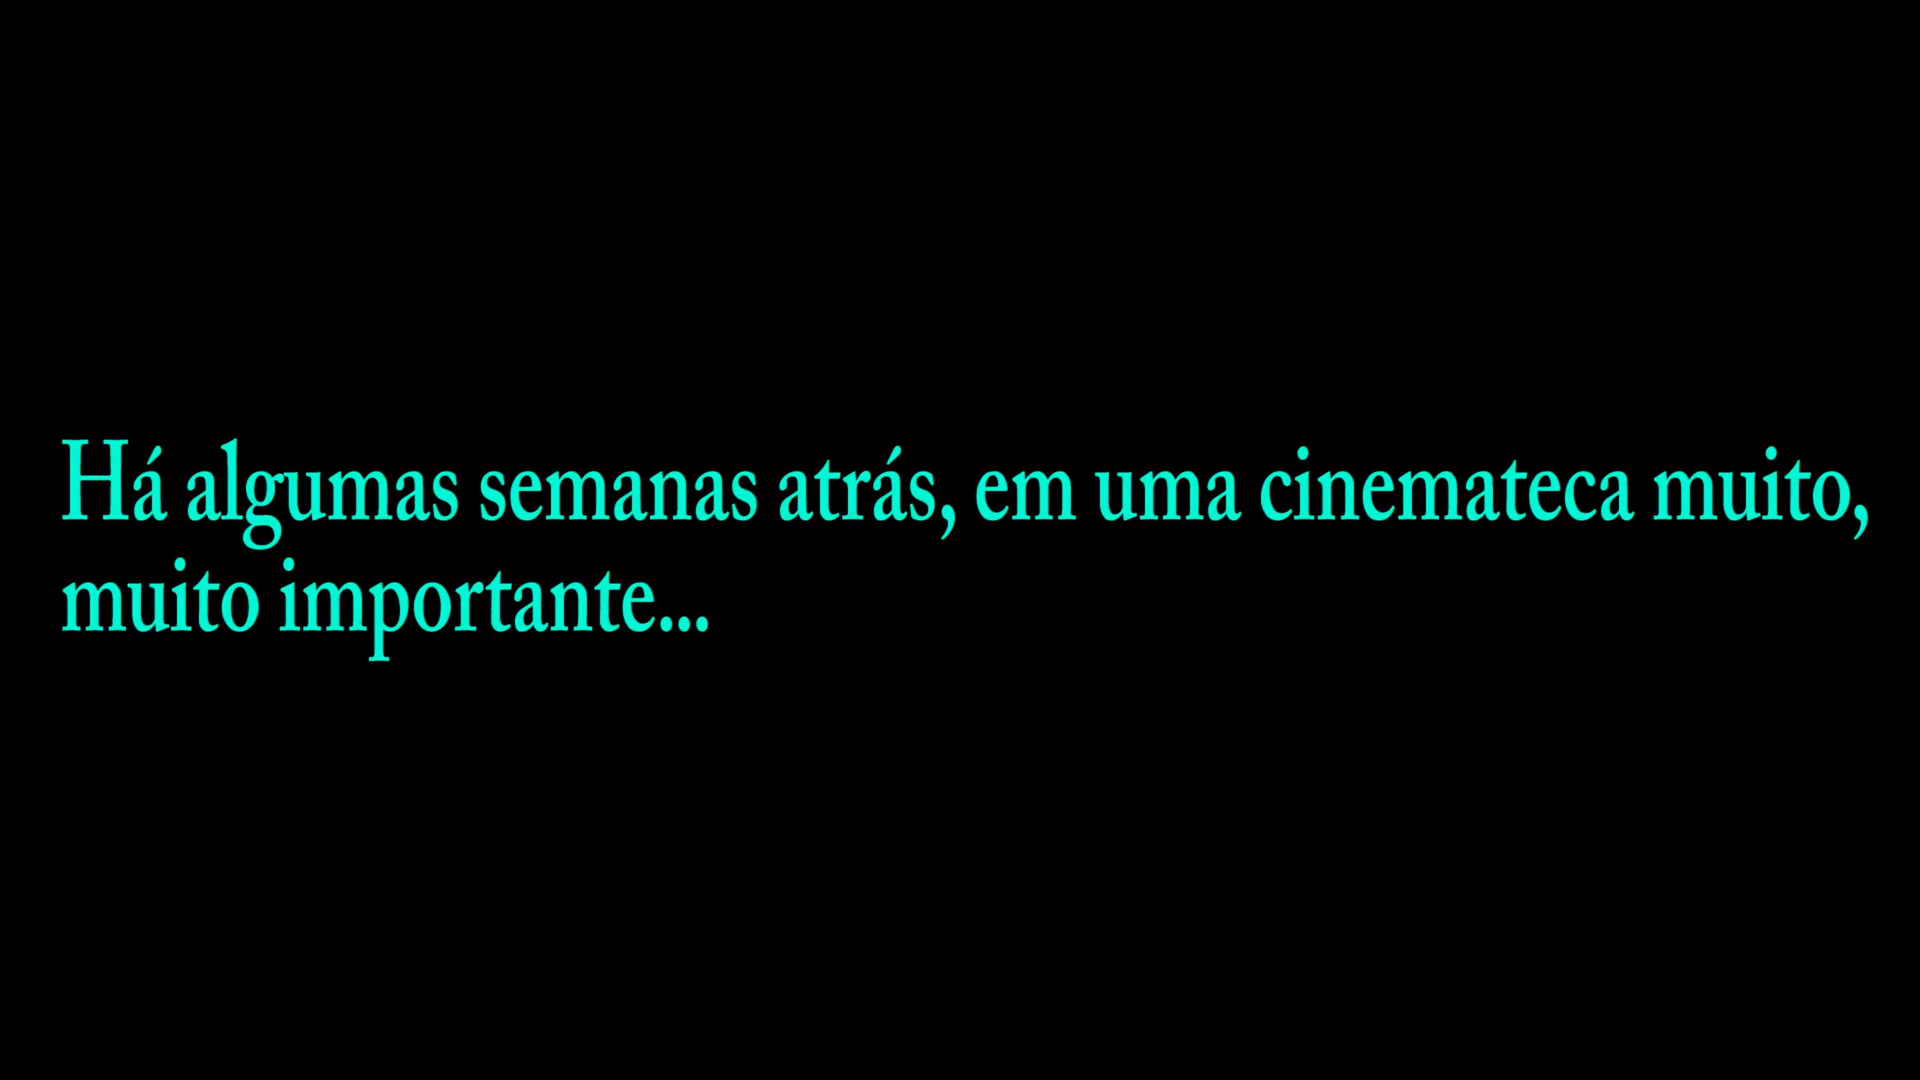 Há algumas semanas atrás, em uma cinemateca muito,
muito importante...